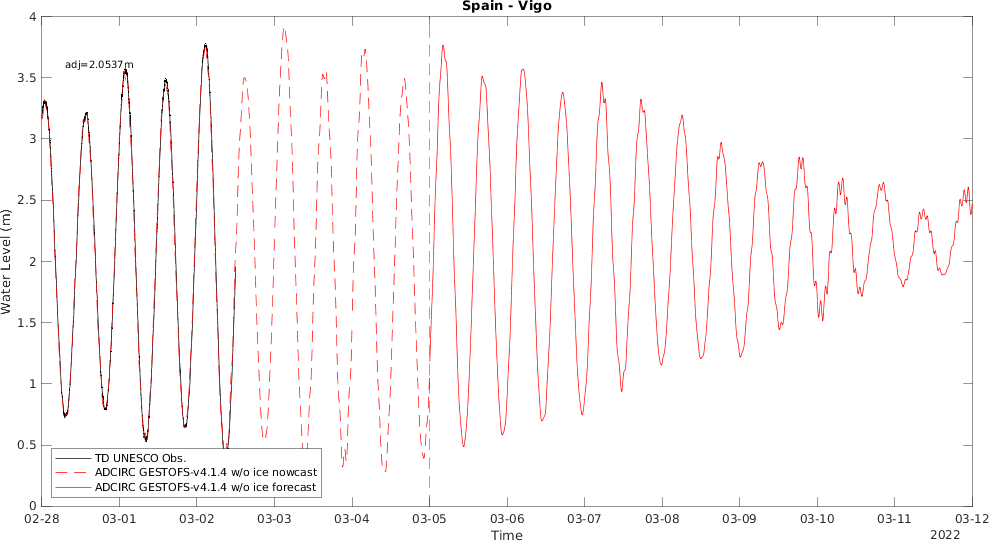 Spain - Vigo
adj=2.0537m
Water Level (m)
4
3.5
3
2.5
2
1.5
1
0.5
0
TD UNESCO Obs.
ADCIRC GESTOFS-v4.1.4 w/o ice nowcast
ADCIRC GESTOFS-v4.1.4 w/o ice forecast
02-28 03-01 03-02 03-03 03-04 03-05 03-06 03-07 03-08 03-09 03-10 03-11 03-12
Time
2022